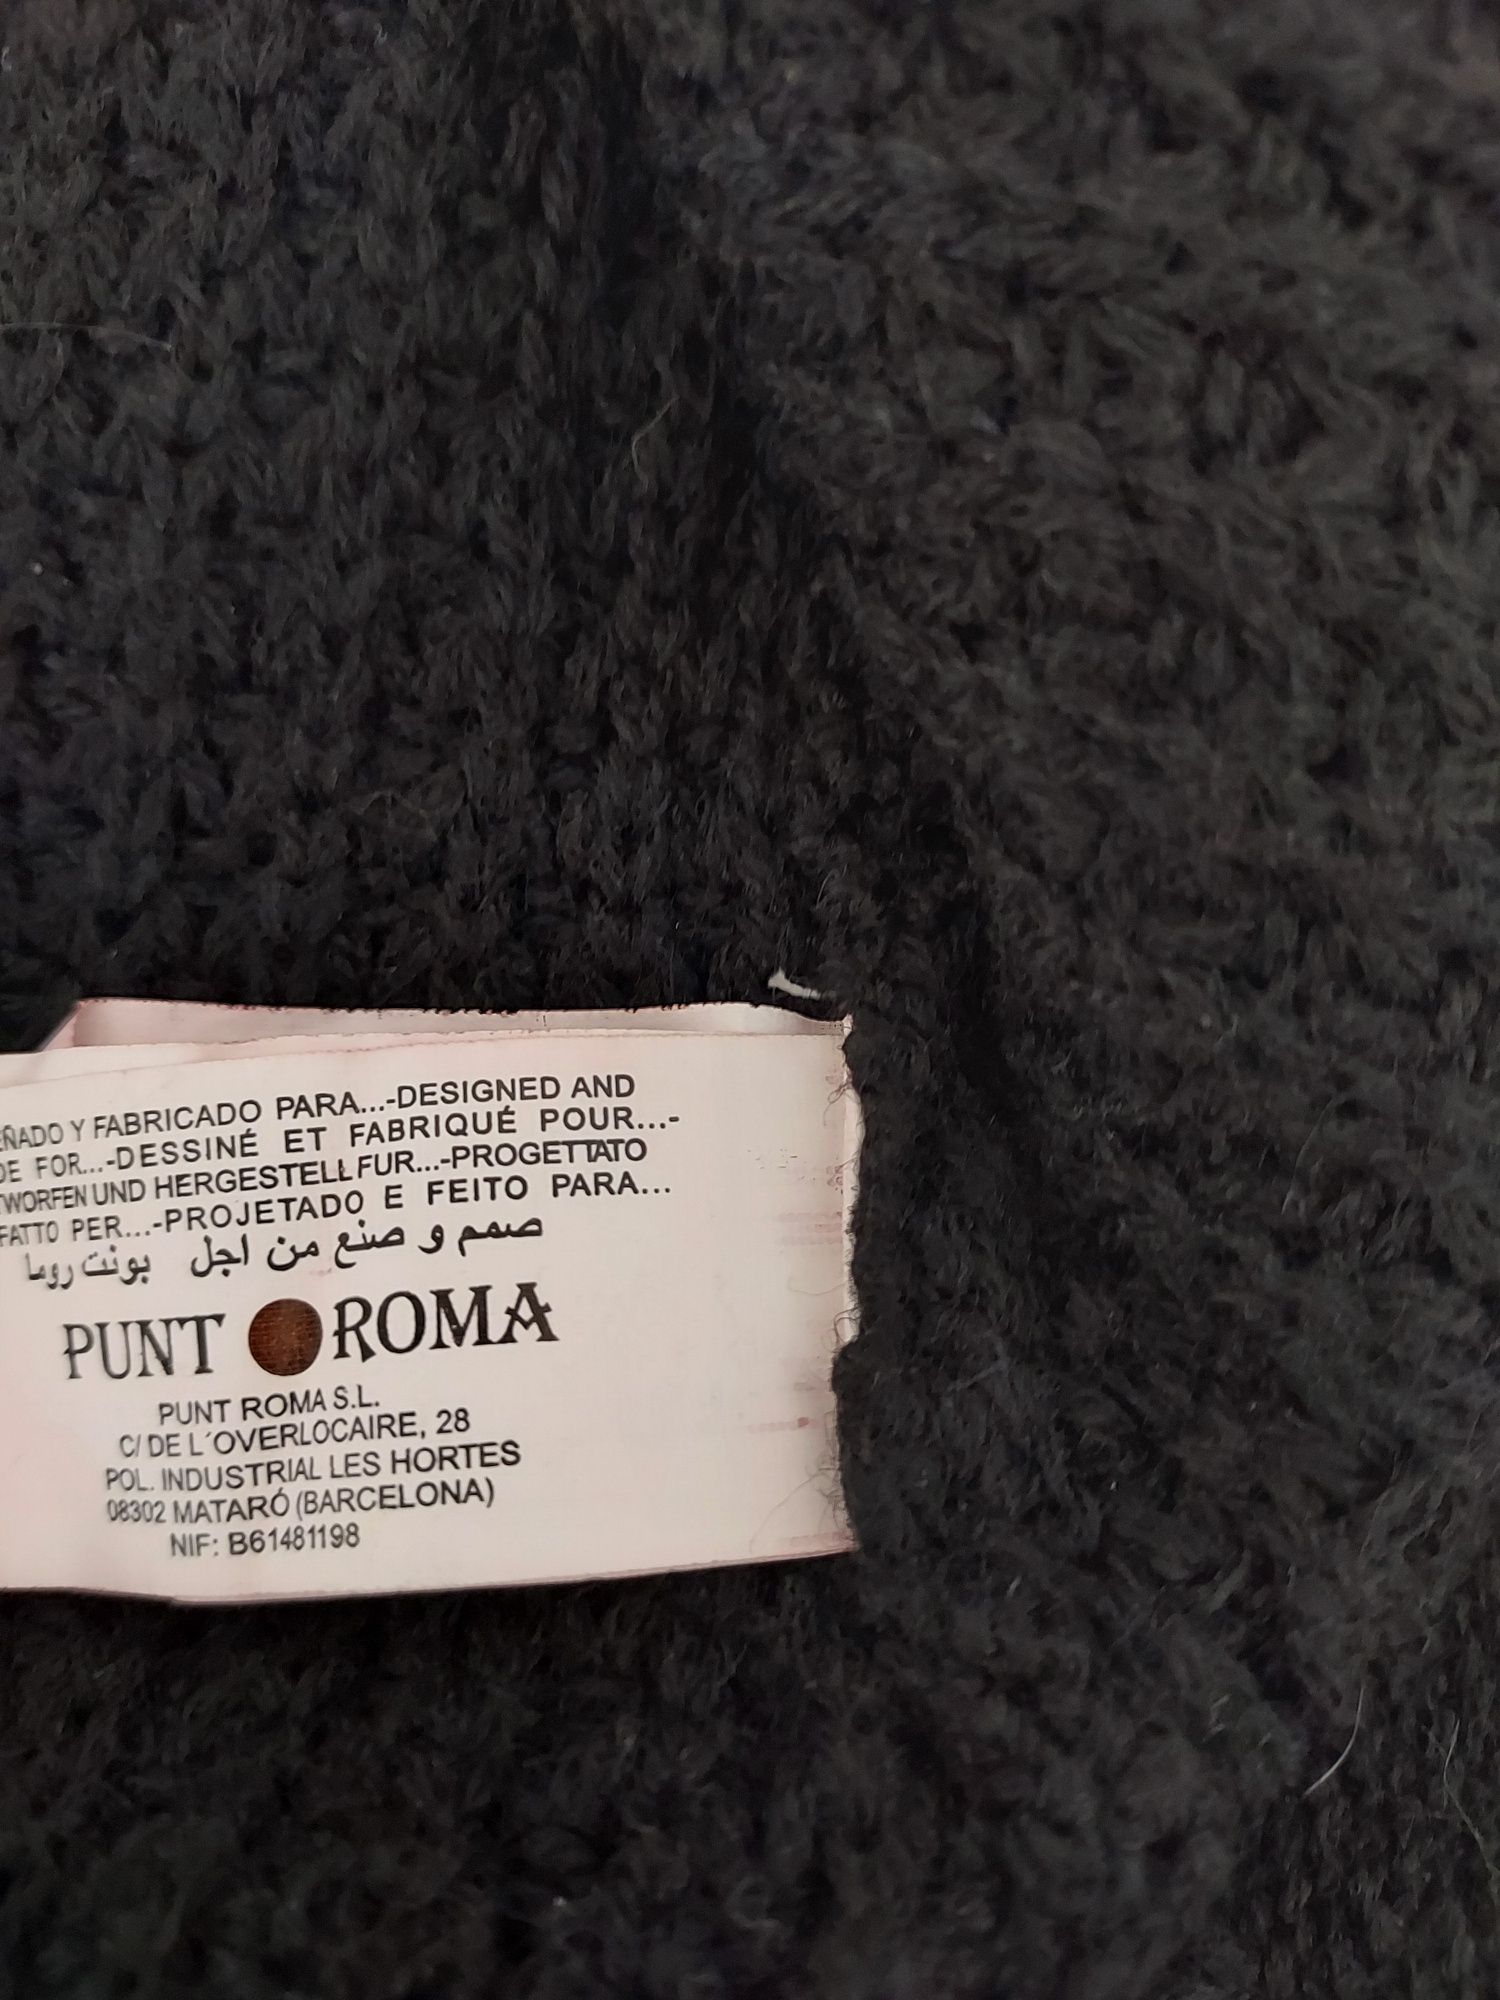 EÑADO Y FABRICADO PARA...-DESIGNED AND
DE FOR...-DESSINÉ ET FABRIQUÉ POUR...-
TWORFEN UND HERGESTELL FUR...-PROGETTATO
FATTO PER...-PROJETADO E FEITO PARA...
صمم و صنع من اجل بونت روما
PUNT ROMA
PUNT ROMA S.L.
C/ DE L´OVERLOCAIRE, 28
POL. INDUSTRIAL LES HORTES
08302 MATARÓ (BARCELONA)
NIF: B61481198